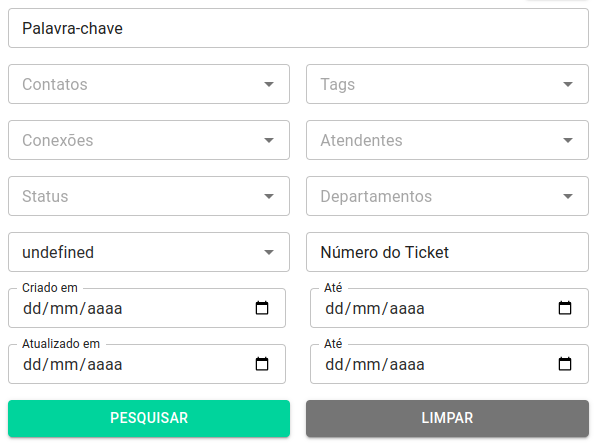 Palavra-chave
Contatos
Tags
Conexões
Atendentes
Status
Departamentos
undefined
Número do Ticket
Criado em
Até
dd/mm/aaaa
dd/mm/aaaa
Atualizado em
Até
dd/mm/aaaa
dd/mm/aaaa
PESQUISAR
LIMPAR